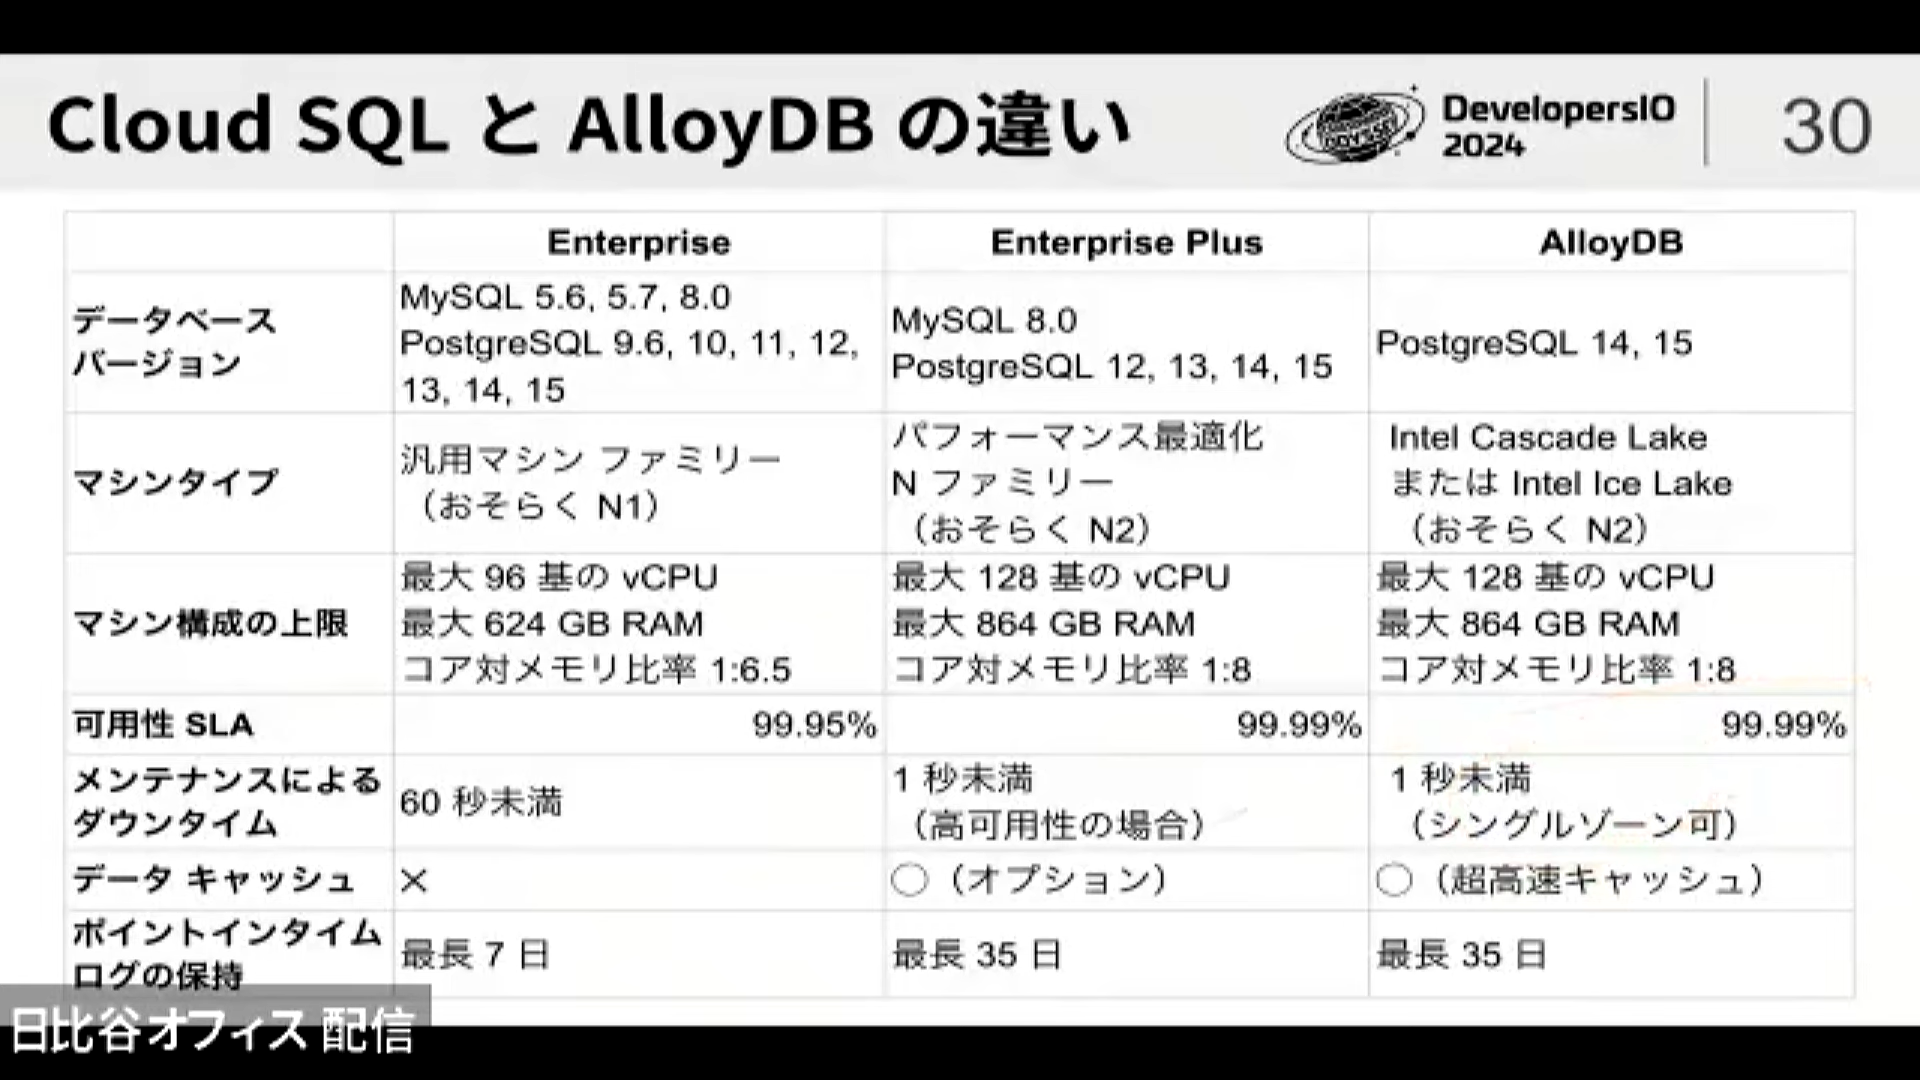 Cloud SQL と AlloyDB の違い
ODYSSEY
DevelopersIO
2024
30
Enterprise
Enterprise Plus
AlloyDB
データベース
バージョン
MySQL 5.6, 5.7, 8.0
PostgreSQL 9.6, 10, 11, 12,
13, 14, 15
MySQL 8.0
PostgreSQL 12, 13, 14, 15
PostgreSQL 14, 15
マシンタイプ
汎用マシン ファミリー
（おそらく N1）
パフォーマンス最適化
N ファミリー
（おそらく N2）
Intel Cascade Lake
または Intel Ice Lake
（おそらく N2）
マシン構成の上限
最大 96 基の vCPU
最大 624 GB RAM
コア対メモリ比率 1:6.5
最大 128 基の vCPU
最大 864 GB RAM
コア対メモリ比率 1:8
最大 128 基の vCPU
最大 864 GB RAM
コア対メモリ比率 1:8
可用性 SLA
99.95%
99.99%
99.99%
メンテナンスによる
ダウンタイム
60 秒未満
1 秒未満
（高可用性の場合）
1 秒未満
（シングルゾーン可）
データ キャッシュ
×
○（オプション）
○（超高速キャッシュ）
ポイントインタイム
ログの保持
最長 7 日
最長 35 日
最長 35 日
日比谷オフィス 配信